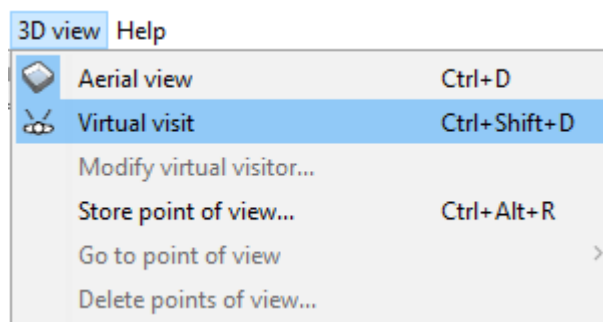 3D view Help
Aerial view Ctrl+D
Virtual visit Ctrl+Shift+D
Modify virtual visitor...
Store point of view... Ctrl+Alt+R
Go to point of view
Delete points of view...